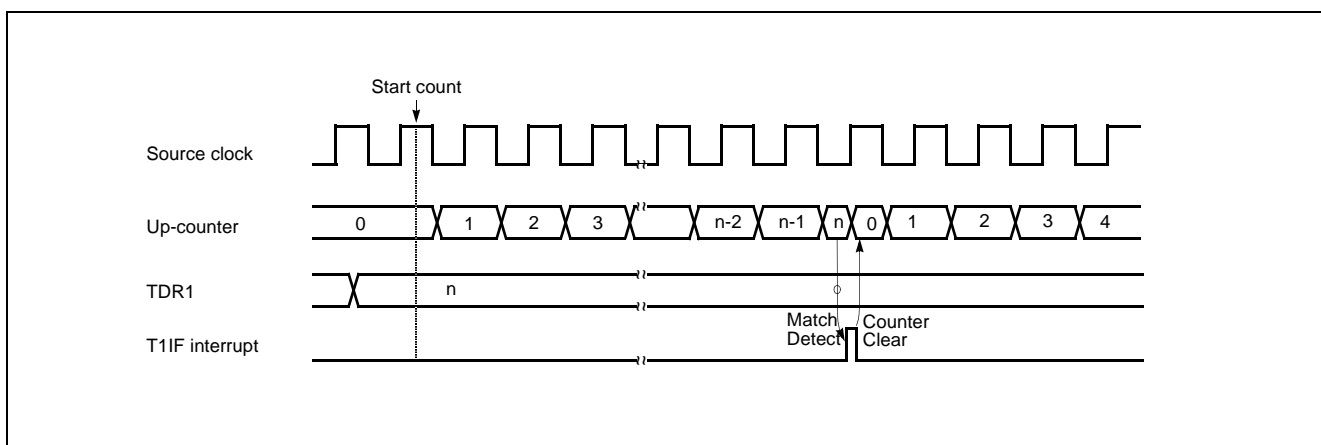 Start count
Source clock
Up-counter
0 1 2 3 n-2 n-1 n 0 1 2 3 4
TDR1
n
Match Detect
Counter Clear
T1IF interrupt